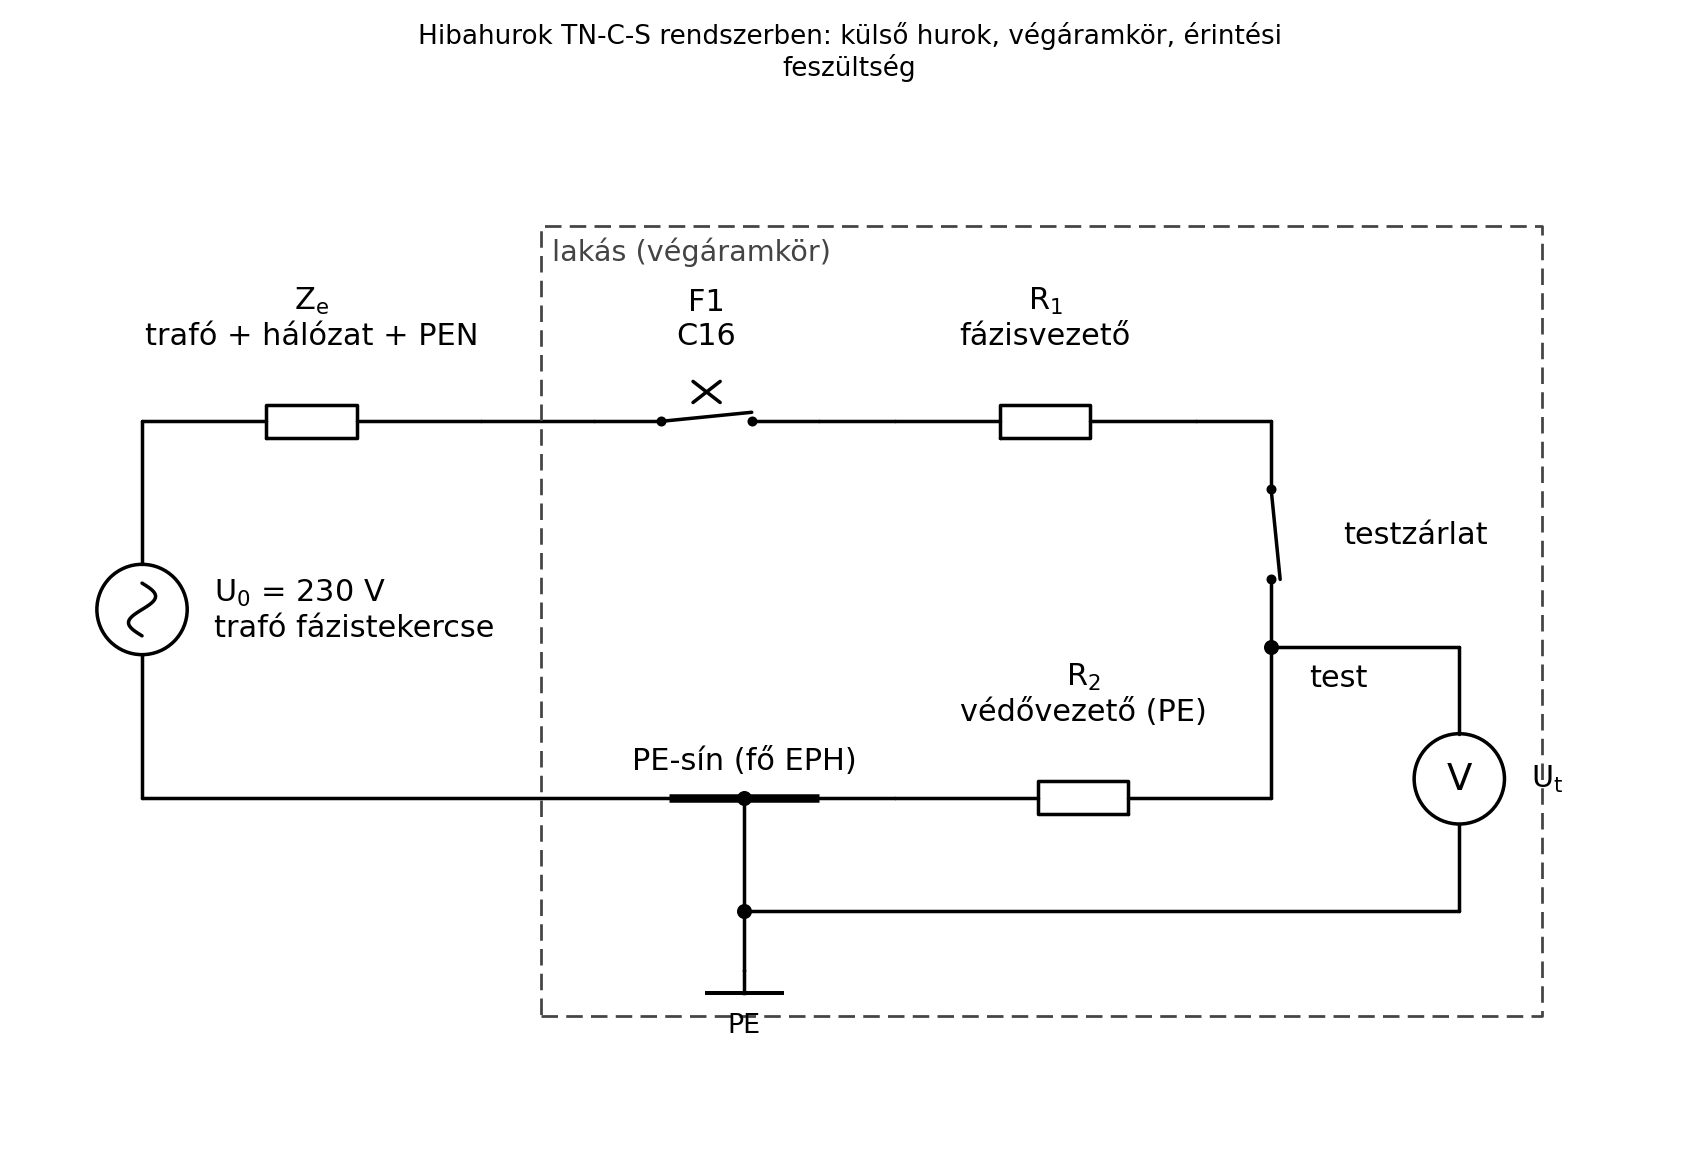 Hibahurok TN-C-S rendszerben: külső hurok, végáramkör, érintési
feszültség
lakás (végáramkör)
Zₑ
trafó + hálózat + PEN
F1
C16
R₁
fázisvezető
testzárlat
U₀ = 230 V
trafó fázistekercse
test
R₂
védővezető (PE)
PE-sín (fő EPH)
V
Uₜ
PE